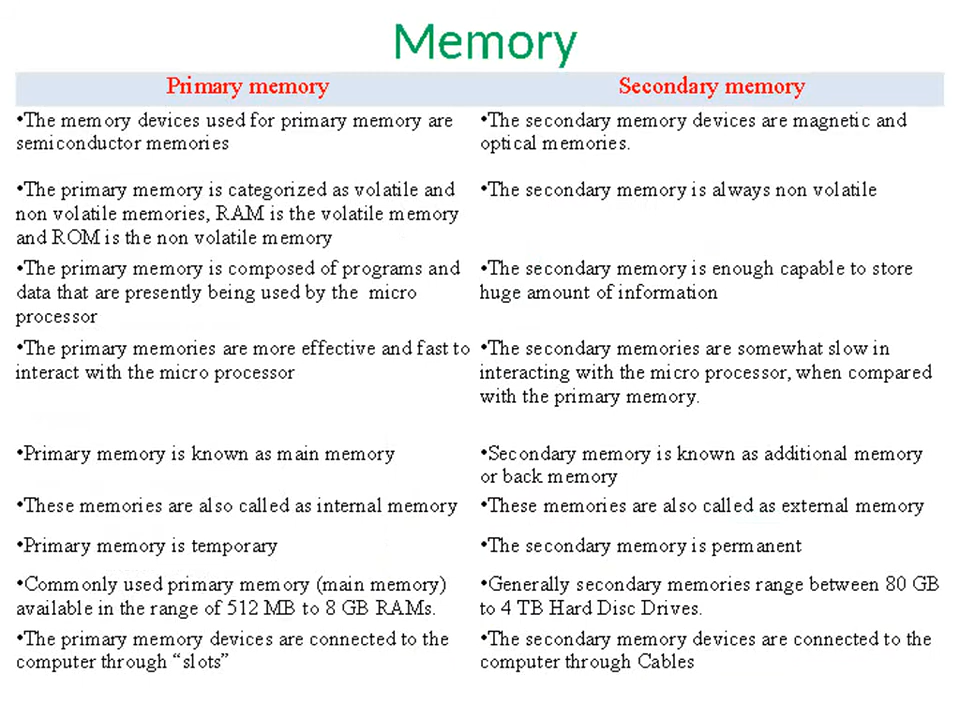 Memory
Primary memory
Secondary memory
•The memory devices used for primary memory are
semiconductor memories
•The secondary memory devices are magnetic and
optical memories.
•The primary memory is categorized as volatile and
non volatile memories, RAM is the volatile memory
and ROM is the non volatile memory
•The secondary memory is always non volatile
•The primary memory is composed of programs and
data that are presently being used by the micro
processor
•The secondary memory is enough capable to store
huge amount of information
•The primary memories are more effective and fast to
interact with the micro processor
•The secondary memories are somewhat slow in
interacting with the micro processor, when compared
with the primary memory.
•Primary memory is known as main memory
•Secondary memory is known as additional memory
or back memory
•These memories are also called as internal memory
•These memories are also called as external memory
•Primary memory is temporary
•The secondary memory is permanent
•Commonly used primary memory (main memory)
available in the range of 512 MB to 8 GB RAMs.
•Generally secondary memories range between 80 GB
to 4 TB Hard Disc Drives.
•The primary memory devices are connected to the
computer through “slots”
•The secondary memory devices are connected to the
computer through Cables